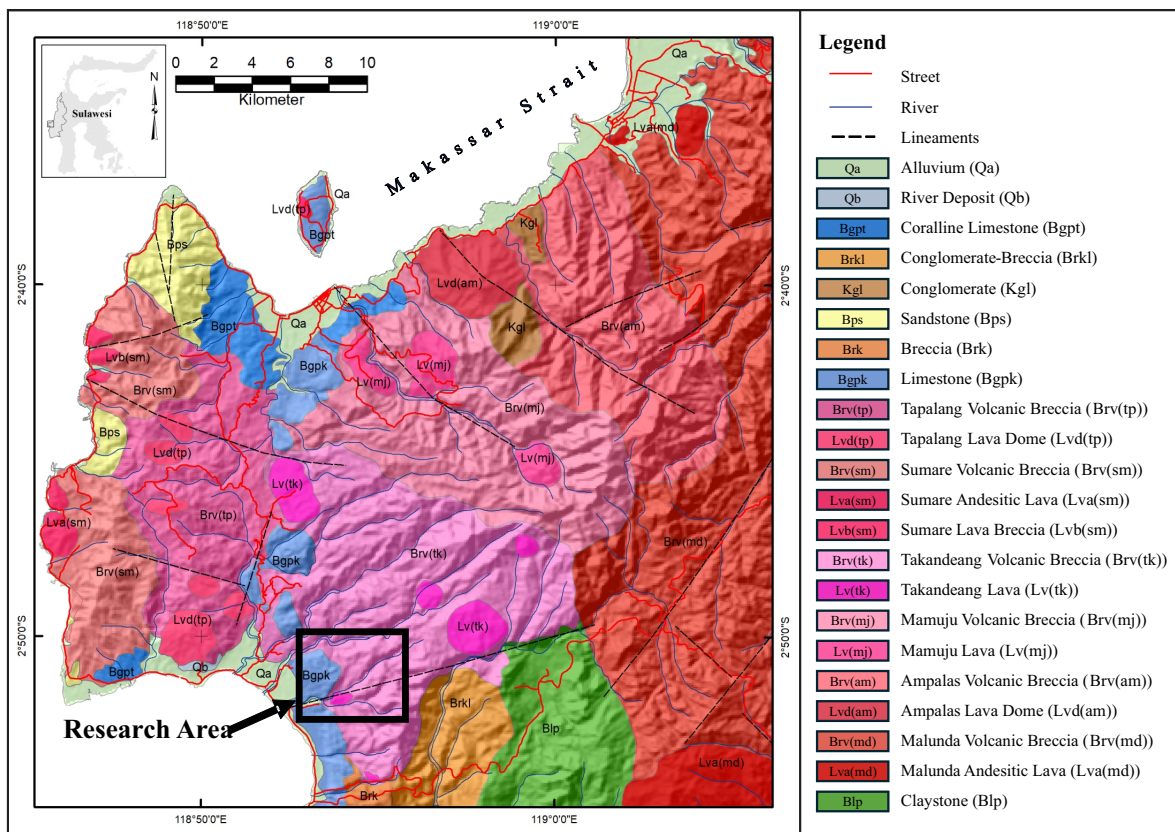 118°50'0"E
119°0'0"E
N
Sulawesi
0 2 4 6 8 10
Kilometer
Makassar Strait
Qa
Lva(md)
Qa
Lvd(tp)
Bgpt
Kgl
Bps
2°40'0"S
2°40'0"S
Lvd(am)
Bgpt
Qa
Kgl
Brv(am)
Lvb(sm)
Bgpk
Lv(mj)
Lv(mj)
Brv(sm)
Brv(mj)
Bps
Lvd(tp)
Lv(mj)
Lv(tk)
Brv(tp)
Lva(sm)
Brv(md)
Brv(tk)
Bgpk
Brv(sm)
Lvd(tp)
Lv(tk)
2°50'0"S
2°50'0"S
Qb
Qa
Bgpt
Bgpk
Brkl
Research Area
Blp
Lva(md)
Brk
118°50'0"E
119°0'0"E
Legend
Street
River
Lineaments
Qa Alluvium (Qa)
Qb River Deposit (Qb)
Bgpt Coralline Limestone (Bgpt)
Brkl Conglomerate-Breccia (Brkl)
Kgl Conglomerate (Kgl)
Bps Sandstone (Bps)
Brk Breccia (Brk)
Bgpk Limestone (Bgpk)
Brv(tp) Tapalang Volcanic Breccia (Brv(tp))
Lvd(tp) Tapalang Lava Dome (Lvd(tp))
Brv(sm) Sumare Volcanic Breccia (Brv(sm))
Lva(sm) Sumare Andesitic Lava (Lva(sm))
Lvb(sm) Sumare Lava Breccia (Lvb(sm))
Brv(tk) Takandeang Volcanic Breccia (Brv(tk))
Lv(tk) Takandeang Lava (Lv(tk))
Brv(mj) Mamuju Volcanic Breccia (Brv(mj))
Lv(mj) Mamuju Lava (Lv(mj))
Brv(am) Ampalas Volcanic Breccia (Brv(am))
Lvd(am) Ampalas Lava Dome (Lvd(am))
Brv(md) Malunda Volcanic Breccia (Brv(md))
Lva(md) Malunda Andesitic Lava (Lva(md))
Blp Claystone (Blp)